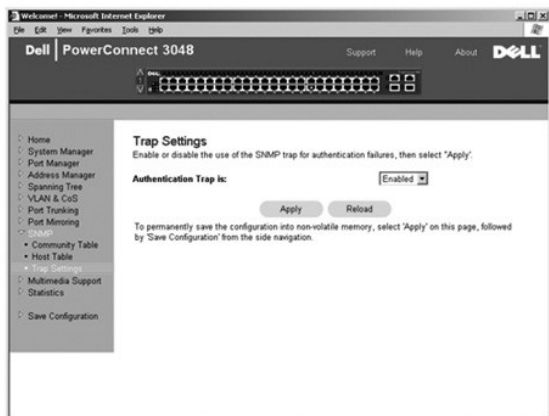 Welcome! - Microsoft Internet Explorer
File Edit View Favorites Tools Help
Dell PowerConnect 3048
Support Help About DELL
Home
System Manager
Port Manager
Address Manager
Spanning Tree
VLAN & CoS
Port Trunking
Port Mirroring
SNMP
Community Table
Host Table
Trap Settings
Multimedia Support
Statistics
Save Configuration
Trap Settings
Enable or disable the use of the SNMP trap for authentication failures, then select "Apply".
Authentication Trap is: Enabled
Apply Reload
To permanently save the configuration into non-volatile memory, select 'Apply' on this page, followed
by 'Save Configuration' from the side navigation.